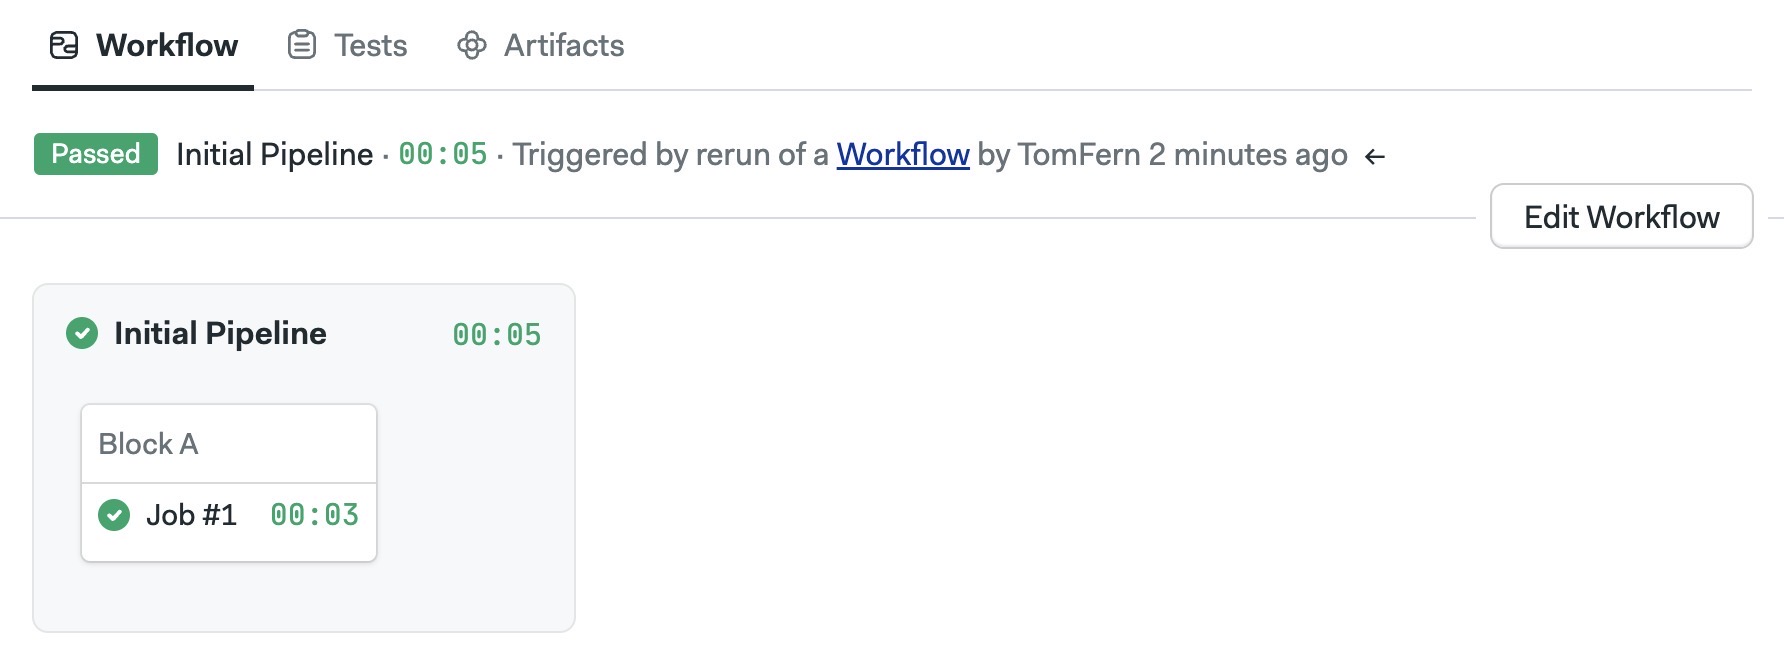 Workflow Tests Artifacts
Passed Initial Pipeline · 00:05 · Triggered by rerun of a Workflow by TomFern 2 minutes ago ←
Edit Workflow
Initial Pipeline 00:05
Block A
Job #1 00:03